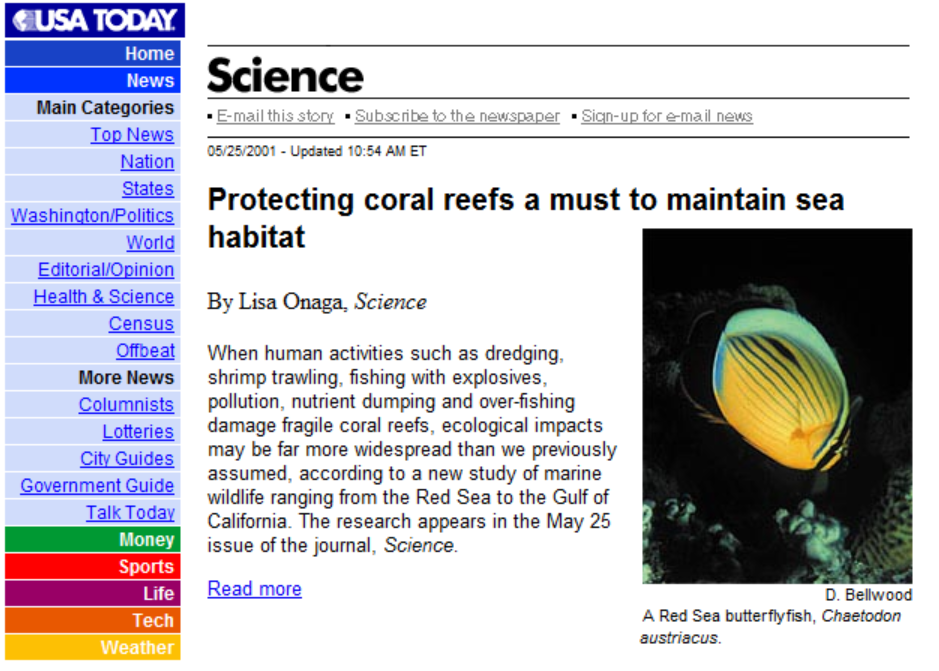 USA TODAY.
Home
News
Main Categories
Top News
Nation
States
Washington/Politics
World
Editorial/Opinion
Health & Science
Census
Offbeat
More News
Columnists
Lotteries
City Guides
Government Guide
Talk Today
Money
Sports
Life
Tech
Weather
Science
▪ E-mail this story ▪ Subscribe to the newspaper ▪ Sign-up for e-mail news
05/25/2001 - Updated 10:54 AM ET
Protecting coral reefs a must to maintain sea
habitat
By Lisa Onaga, Science
When human activities such as dredging,
shrimp trawling, fishing with explosives,
pollution, nutrient dumping and over-fishing
damage fragile coral reefs, ecological impacts
may be far more widespread than we previously
assumed, according to a new study of marine
wildlife ranging from the Red Sea to the Gulf of
California. The research appears in the May 25
issue of the journal, Science.
Read more
D. Bellwood
A Red Sea butterflyfish, Chaetodon
austriacus.